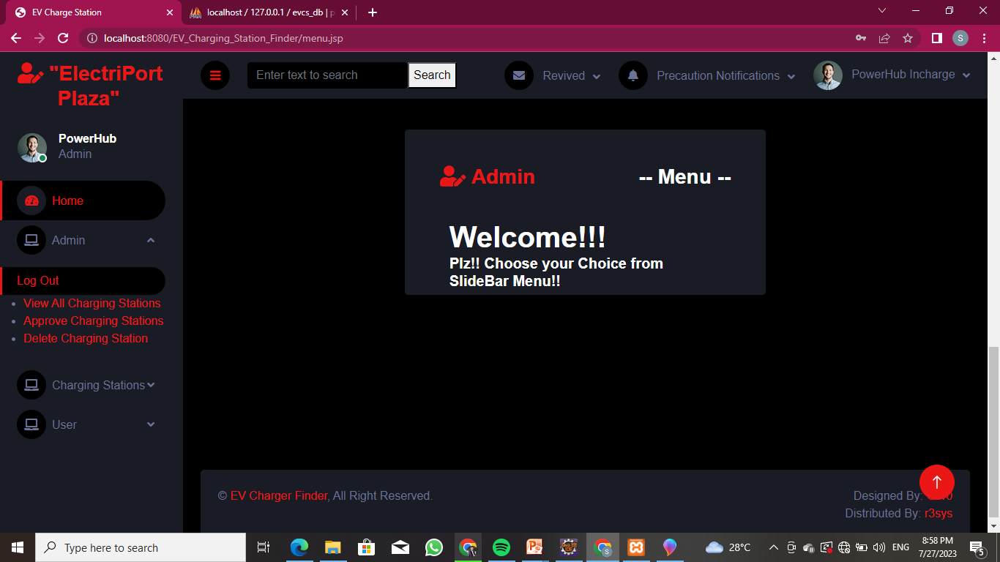 EV Charge Station
localhost / 127.0.0.1 / evcs_db | p
localhost:8080/EV_Charging_Station_Finder/menu.jsp
S
"ElectriPort
Plaza"
Enter text to search
Search
Revived
Precaution Notifications
PowerHub Incharge
PowerHub
Admin
Home
Admin
Log Out
View All Charging Stations
Approve Charging Stations
Delete Charging Station
Charging Stations
User
Admin
-- Menu --
Welcome!!!
Plz!! Choose your Choice from
SlideBar Menu!!
© EV Charger Finder, All Right Reserved.
Designed By:
Distributed By: r3sys
Type here to search
28°C
ENG
8:58 PM
7/27/2023
5